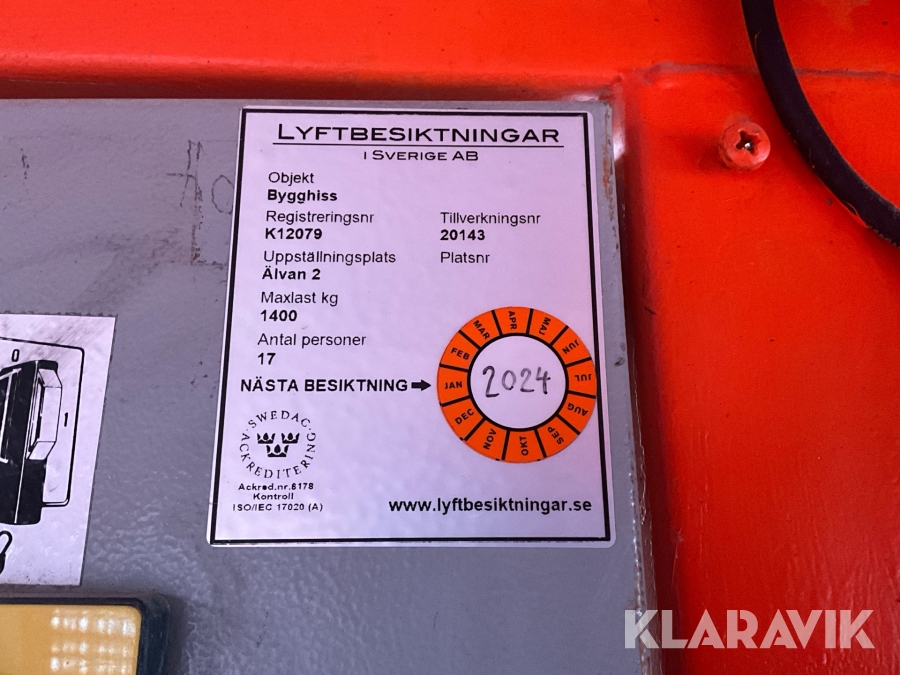 LYFTBESIKTNINGAR
I SVERIGE AB
Objekt
Bygghiss
Registreringsnr
K12079
Tillverkningsnr
20143
Uppställningsplats
Älvan 2
Platsnr
Maxlast kg
1400
Antal personer
17
NÄSTA BESIKTNING
JAN
FEB
MAR
APR
MAJ
JUN
JUL
AUG
SEP
OKT
NOV
DEC
2024
SWEDAC
ACKREDITERING
Ackred.nr.6178
Kontroll
ISO/IEC 17020 (A)
www.lyftbesiktningar.se
0
I
KLARAVIK